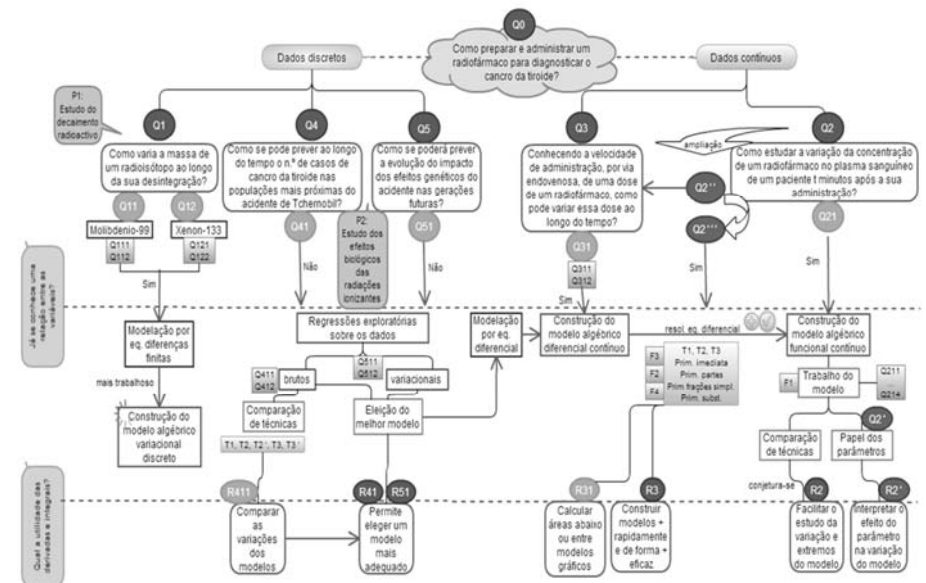 Q0
Como preparar e administrar um
radiofármaco para diagnosticar o
cancro da tiroide?
Dados discretos
Dados contínuos
P1:
Estudo do
decaimento
radioactivo
Q1
Como varia a massa de
um radioisótopo ao longo
da sua desintegração?
Q4
Como se pode prever ao longo
do tempo o n.º de casos de
cancro da tiroide nas
populações mais próximas do
acidente de Tchernobil?
Q5
Como se poderá prever
a evolução do impacto
dos efeitos genéticos do
acidente nas gerações
futuras?
Q3
Conhecendo a velocidade
de administração, por via
endovenosa, de uma dose
de um radiofármaco, como
pode variar essa dose ao
longo do tempo?
ampliação
Q2
Como estudar a variação da concentração
de um radiofármaco no plasma sanguíneo
de um paciente t minutos após a sua
administração?
Q2''
Q2'''
Q11
Q12
Molibdenio-99
Xenon-133
Q111
Q112
Q121
Q122
Q41
P2:
Estudo dos
efeitos
biológicos
das
radiações
ionizantes
Q51
Q31
Q311
Q312
Q21
Sim
Não
Não
Sim
Sim
Sim
Já se conhece uma
relação entre as
variáveis?
Modelação por
eq. diferenças
finitas
mais trabalhoso
Construção do
modelo algébrico
variacional
discreto
Regressões exploratórias
sobre os dados
Q511
Q512
Q411
Q412
brutos
variacionais
Comparação
de técnicas
T1, T2, T2', T3, T3'
Eleição do
melhor modelo
Modelação
por eq.
diferencial
Construção do
modelo algébrico
diferencial contínuo
resol. eq. diferencial
Construção do
modelo algébrico
funcional contínuo
F3
F2
F4
T1, T2, T3
Prim. imediata
Prim. partes
Prim frações simpl.
Prim. subst.
F1
Trabalho do
modelo
Q211
...
Q214
Q2'
Comparação
de técnicas
Papel dos
parâmetros
conjetura-se
Qual a utilidade das
derivadas e integrais?
R411
Comparar
as
variações
dos
modelos
R41
R51
Permite
eleger um
modelo
mais
adequado
R31
Calcular
áreas abaixo
ou entre
modelos
gráficos
R3
Construir
modelos +
rapidamente
e de forma +
eficaz
R2
Facilitar o
estudo da
variação e
extremos
do modelo
R2'
Interpretar o
efeito do
parâmetro
na variação
do modelo